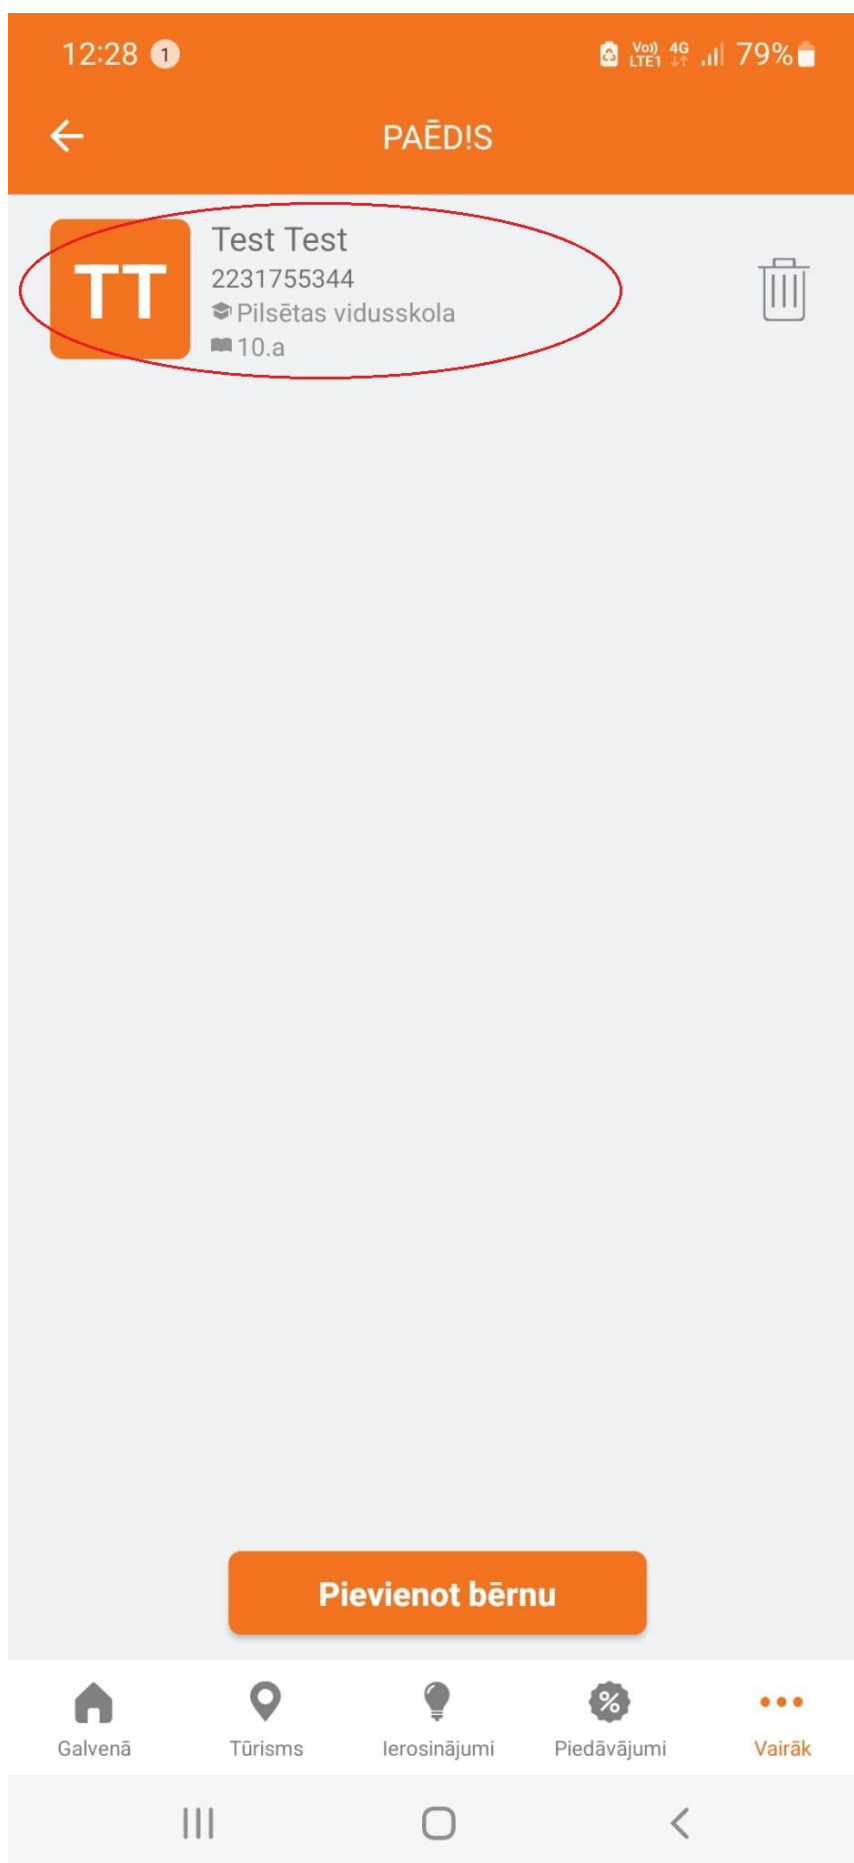 12:28 1 Vo)) LTE1 4G 79%
PAĒD!S
TT
Test Test
2231755344
Pilsētas vidusskola
10.a
Pievienot bērnu
Galvenā Tūrisms Ierosinājumi Piedāvājumi Vairāk